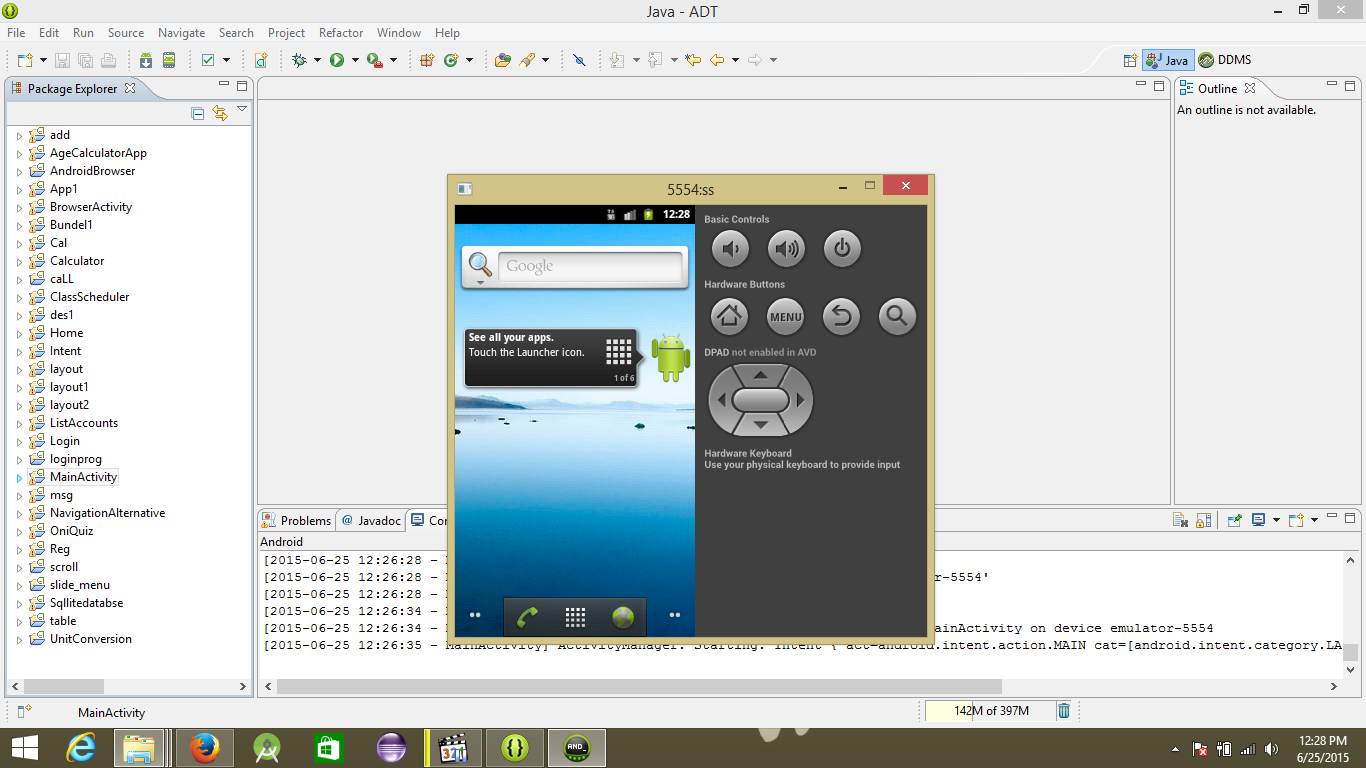 Java - ADT
File Edit Run Source Navigate Search Project Refactor Window Help
Java DDMS
Package Explorer
add
AgeCalculatorApp
AndroidBrowser
App1
BrowserActivity
Bundel1
Cal
Calculator
caLL
ClassScheduler
des1
Home
Intent
layout
layout1
layout2
ListAccounts
Login
loginprog
MainActivity
msg
NavigationAlternative
OniQuiz
Reg
scroll
slide_menu
Sqllitedatabse
table
UnitConversion
Outline
An outline is not available.
5554:ss
12:28
Google
See all your apps.
Touch the Launcher icon.
1 of 6
Basic Controls
Hardware Buttons
MENU
DPAD not enabled in AVD
Hardware Keyboard
Use your physical keyboard to provide input
Problems @ Javadoc Con
Android
[2015-06-25 12:26:28 -
[2015-06-25 12:26:28 - r-5554'
[2015-06-25 12:26:28 -
[2015-06-25 12:26:34 -
[2015-06-25 12:26:34 - ainActivity on device emulator-5554
[2015-06-25 12:26:35 - MainActivity] ActivityManager: Starting: Intent { act=android.intent.action.MAIN cat=[android.intent.category.LA
MainActivity
142M of 397M
AND_
12:28 PM
6/25/2015